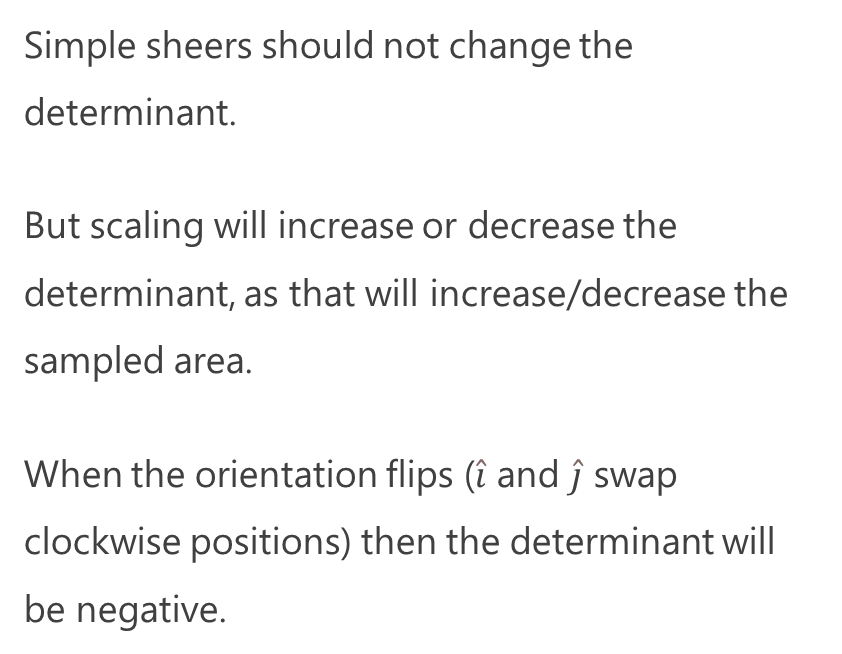 Simple sheers should not change the
determinant.
But scaling will increase or decrease the
determinant, as that will increase/decrease the
sampled area.
When the orientation flips (î and ĵ swap
clockwise positions) then the determinant will
be negative.